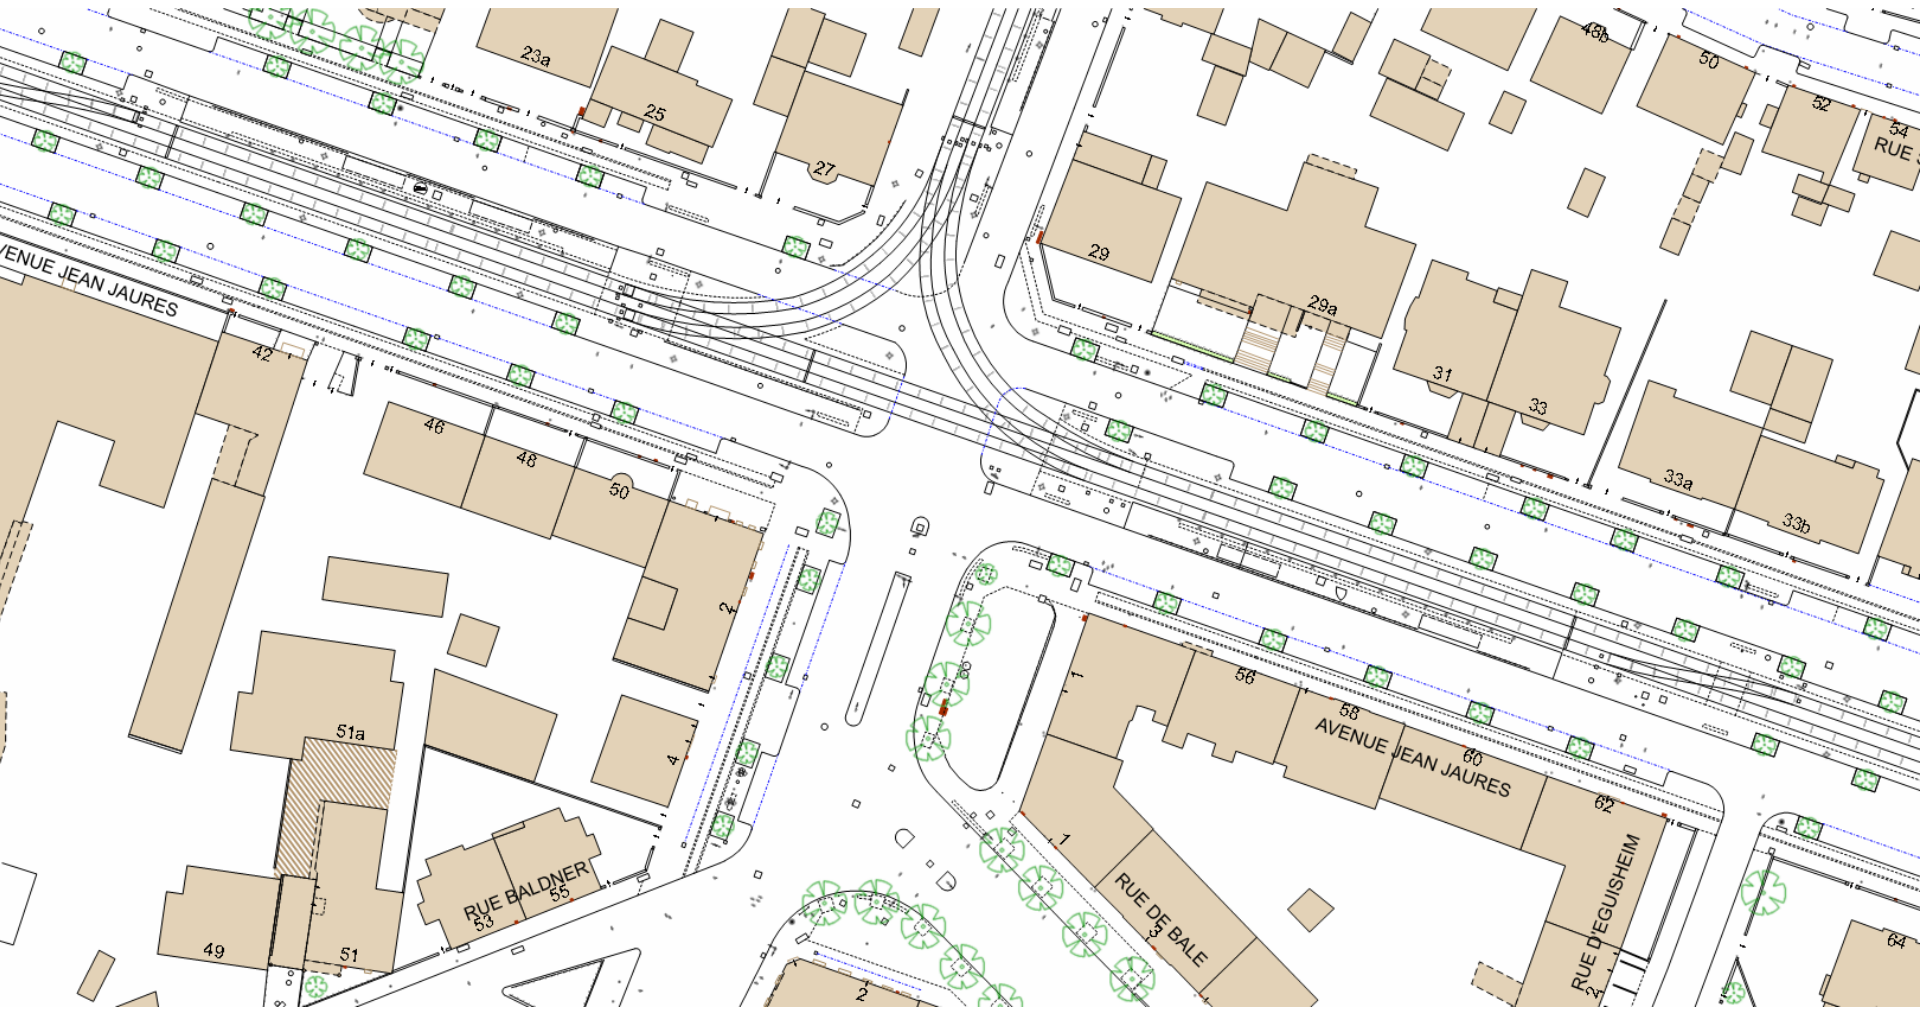 48b
23a
50
25
52
54
RUE S
27
29
VENUE JEAN JAURES
29a
42
31
33
46
48
50
33a
33b
2
1
56
58
AVENUE JEAN JAURES
60
62
51a
4
1
RUE BALDNER
53
55
RUE DE BALE
3
RUE D'EGUISHEIM
2
49
51
64
2